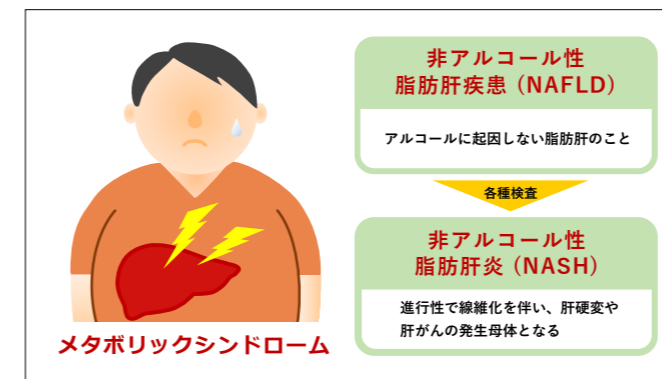 非アルコール性
脂肪肝疾患（NAFLD）
アルコールに起因しない脂肪肝のこと
各種検査
非アルコール性
脂肪肝炎（NASH）
進行性で線維化を伴い、肝硬変や
肝がんの発生母体となる
メタボリックシンドローム